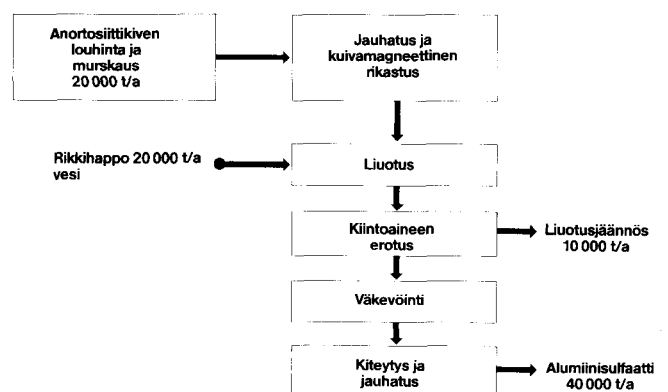 Anortosiittikiven
louhinta ja
murskaus
20 000 t/a
Jauhatus ja
kuivamagneettinen
rikastus
Rikkihappo 20 000 t/a
vesi
Liuotus
Kiintoaineen
erotus
Liuotusjäännös
10 000 t/a
Väkevöinti
Kiteytys ja
jauhatus
Alumiinisulfaatti
40 000 t/a